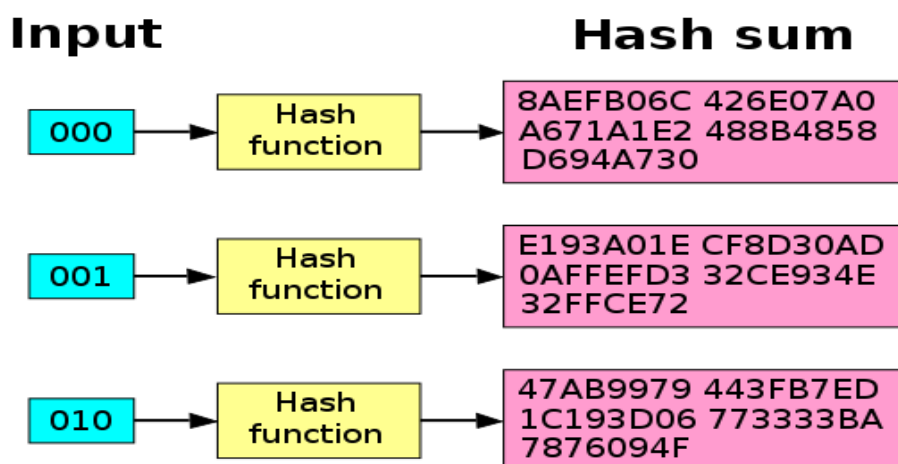 Input
Hash sum
000
Hash
function
8AEFB06C 426E07A0
A671A1E2 488B4858
D694A730
001
Hash
function
E193A01E CF8D30AD
0AFFEFD3 32CE934E
32FFCE72
010
Hash
function
47AB9979 443FB7ED
1C193D06 773333BA
7876094F